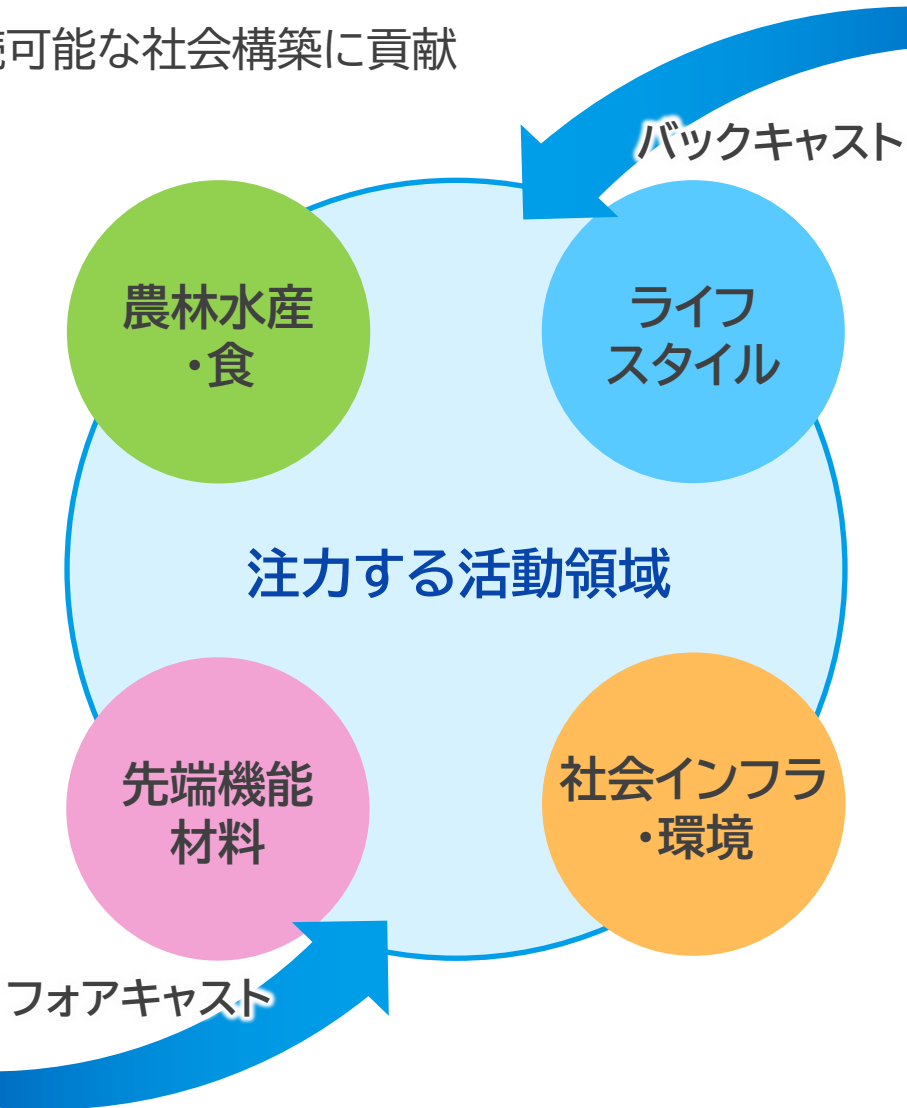 可能な社会構築に貢献
バックキャスト
農林水産
・食
ライフ
スタイル
注力する活動領域
先端機能
材料
社会インフラ
・環境
フォアキャスト